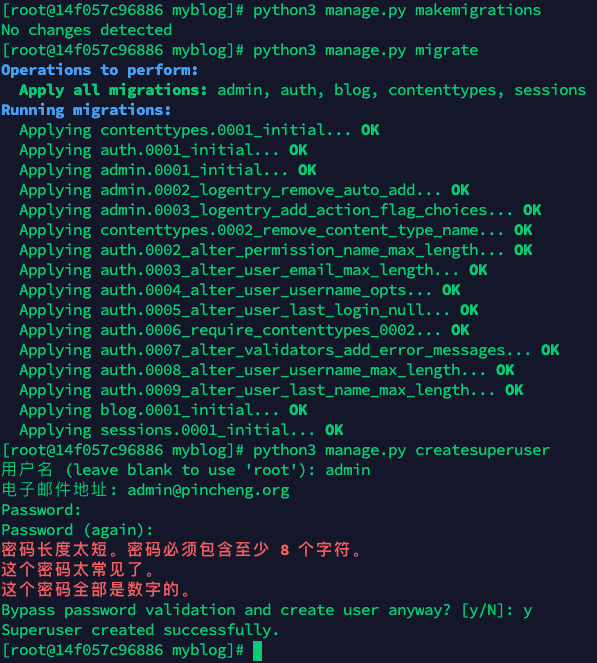 [root@14f057c96886 myblog]# python3 manage.py makemigrations
No changes detected
[root@14f057c96886 myblog]# python3 manage.py migrate
Operations to perform:
  Apply all migrations: admin, auth, blog, contenttypes, sessions
Running migrations:
  Applying contenttypes.0001_initial... OK
  Applying auth.0001_initial... OK
  Applying admin.0001_initial... OK
  Applying admin.0002_logentry_remove_auto_add... OK
  Applying admin.0003_logentry_add_action_flag_choices... OK
  Applying contenttypes.0002_remove_content_type_name... OK
  Applying auth.0002_alter_permission_name_max_length... OK
  Applying auth.0003_alter_user_email_max_length... OK
  Applying auth.0004_alter_user_username_opts... OK
  Applying auth.0005_alter_user_last_login_null... OK
  Applying auth.0006_require_contenttypes_0002... OK
  Applying auth.0007_alter_validators_add_error_messages... OK
  Applying auth.0008_alter_user_username_max_length... OK
  Applying auth.0009_alter_user_last_name_max_length... OK
  Applying blog.0001_initial... OK
  Applying sessions.0001_initial... OK
[root@14f057c96886 myblog]# python3 manage.py createsuperuser
用户名 (leave blank to use 'root'): admin
电子邮件地址: admin@pincheng.org
Password:
Password (again):
密码长度太短。密码必须包含至少 8 个字符。
这个密码太常见了。
这个密码全部是数字的。
Bypass password validation and create user anyway? [y/N]: y
Superuser created successfully.
[root@14f057c96886 myblog]#